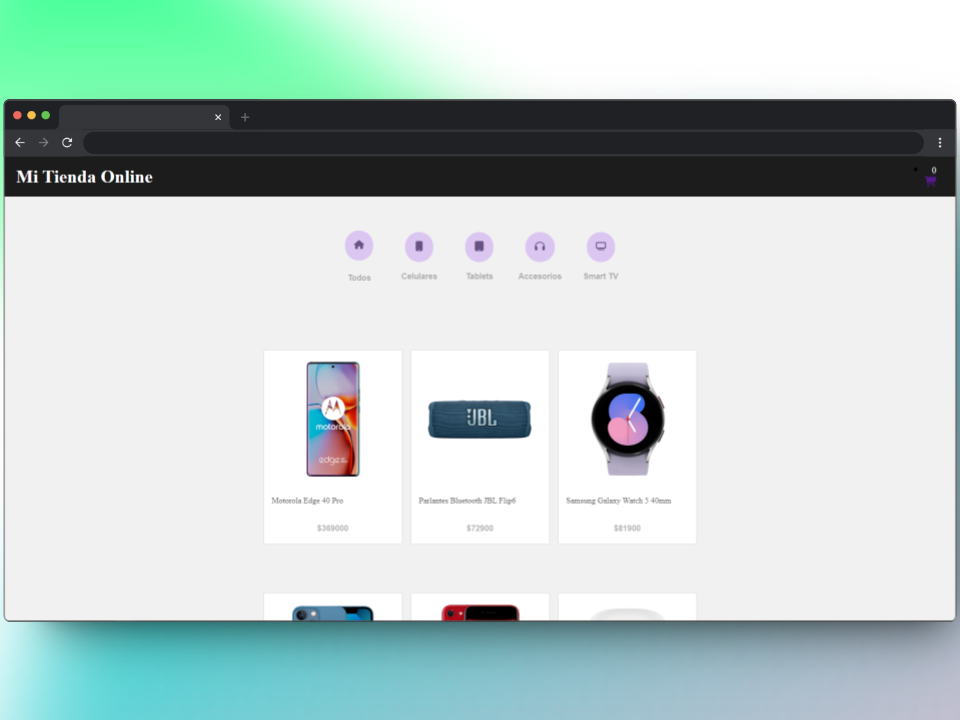 Mi Tienda Online
0
Todos
Celulares
Tablets
Accesorios
Smart TV
motorola
edge
JBL
Motorola Edge 40 Pro
Parlantes Bluetooth JBL Flip6
Samsung Galaxy Watch 5 40mm
$369000
$72900
$81900